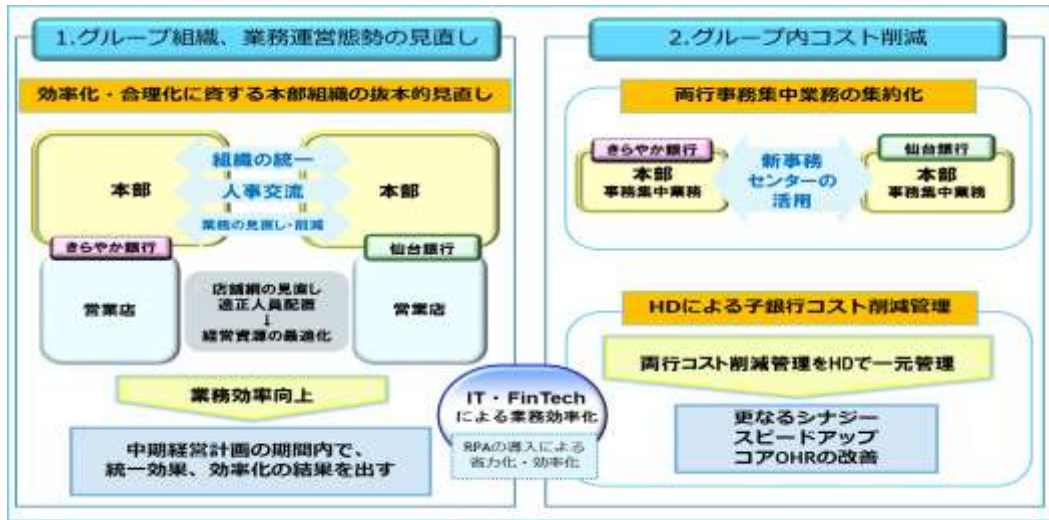 1.グループ組織、業務運営態勢の見直し
効率化・合理化に資する本部組織の抜本的見直し
本部
組織の統一
人事交流
業務の見直し・削減
本部
きらやか銀行
仙台銀行
営業店
店舗網の見直し
適正人員配置
↓
経営資源の最適化
営業店
業務効率向上
中期経営計画の期間内で、
統一効果、効率化の結果を出す
IT・FinTech
による業務効率化
RPAの導入による
省力化・効率化
2.グループ内コスト削減
両行事務集中業務の集約化
きらやか銀行
本部
事務集中業務
新事務
センターの
活用
仙台銀行
本部
事務集中業務
HDによる子銀行コスト削減管理
両行コスト削減管理をHDで一元管理
更なるシナジー
スピードアップ
コアOHRの改善